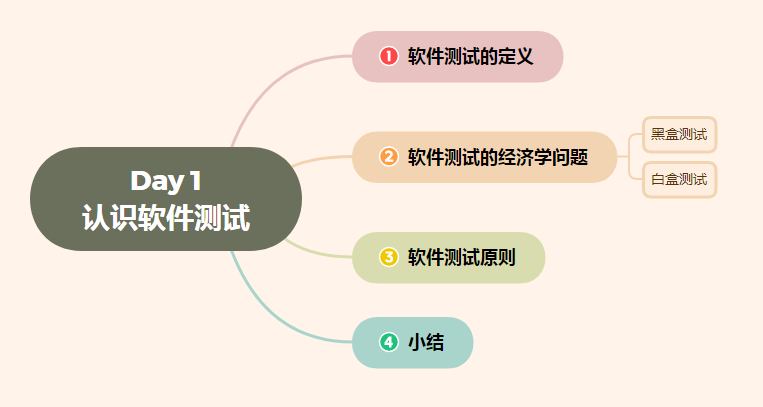 Day 1
认识软件测试
1 软件测试的定义
2 软件测试的经济学问题
黑盒测试
白盒测试
3 软件测试原则
4 小结